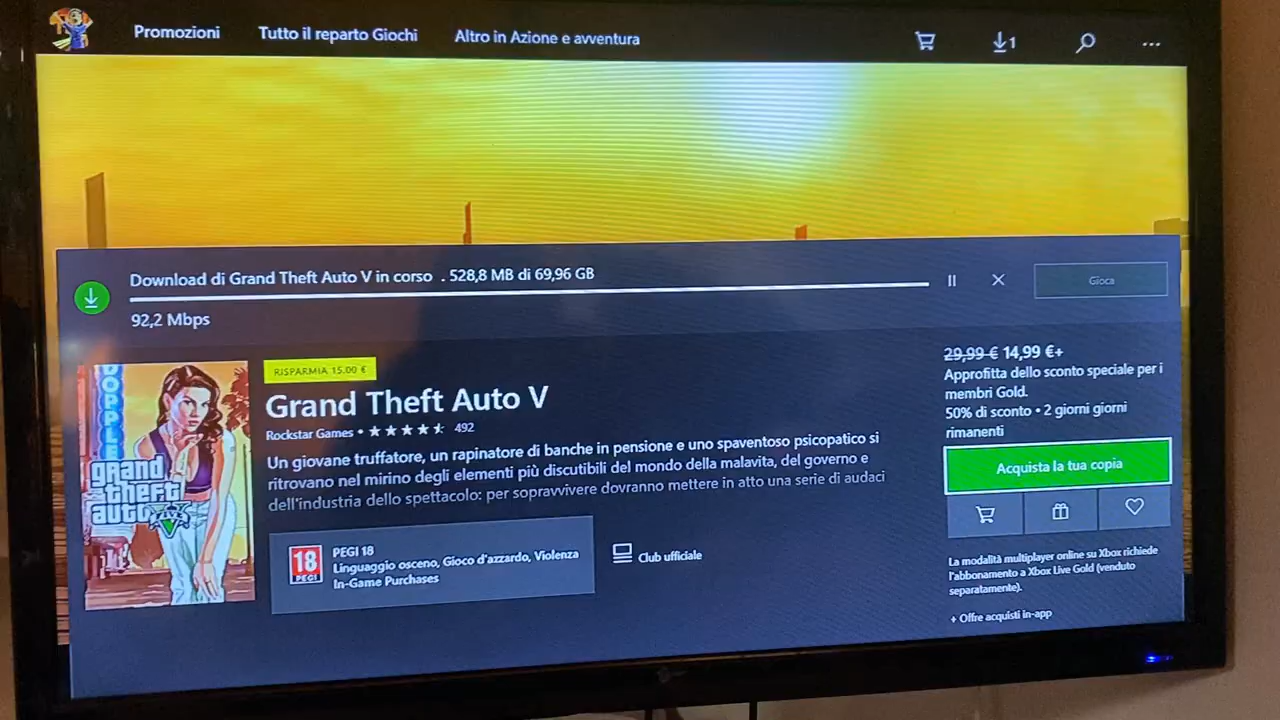 Promozioni
Tutto il reparto Giochi
Altro in Azione e avventura
1
...
Download di Grand Theft Auto V in corso . 528,8 MB di 69,96 GB
92,2 Mbps
Gioca
29,99 € 14,99 €+
Approfitta dello sconto speciale per i
membri Gold.
50% di sconto • 2 giorni giorni
rimanenti
Acquista la tua copia
RISPARMIA 15,00 €
Grand Theft Auto V
Rockstar Games • 492
Un giovane truffatore, un rapinatore di banche in pensione e uno spaventoso psicopatico si
ritrovano nel mirino degli elementi più discutibili del mondo della malavita, del governo e
dell'industria dello spettacolo: per sopravvivere dovranno mettere in atto una serie di audaci
DOPPLE
grand
theft
auto
FIVE
18
PEGI
PEGI 18
Linguaggio osceno, Gioco d'azzardo, Violenza
In-Game Purchases
Club ufficiale
La modalità multiplayer online su Xbox richiede
l'abbonamento a Xbox Live Gold (venduto
separatamente).
+ Offre acquisti in-app